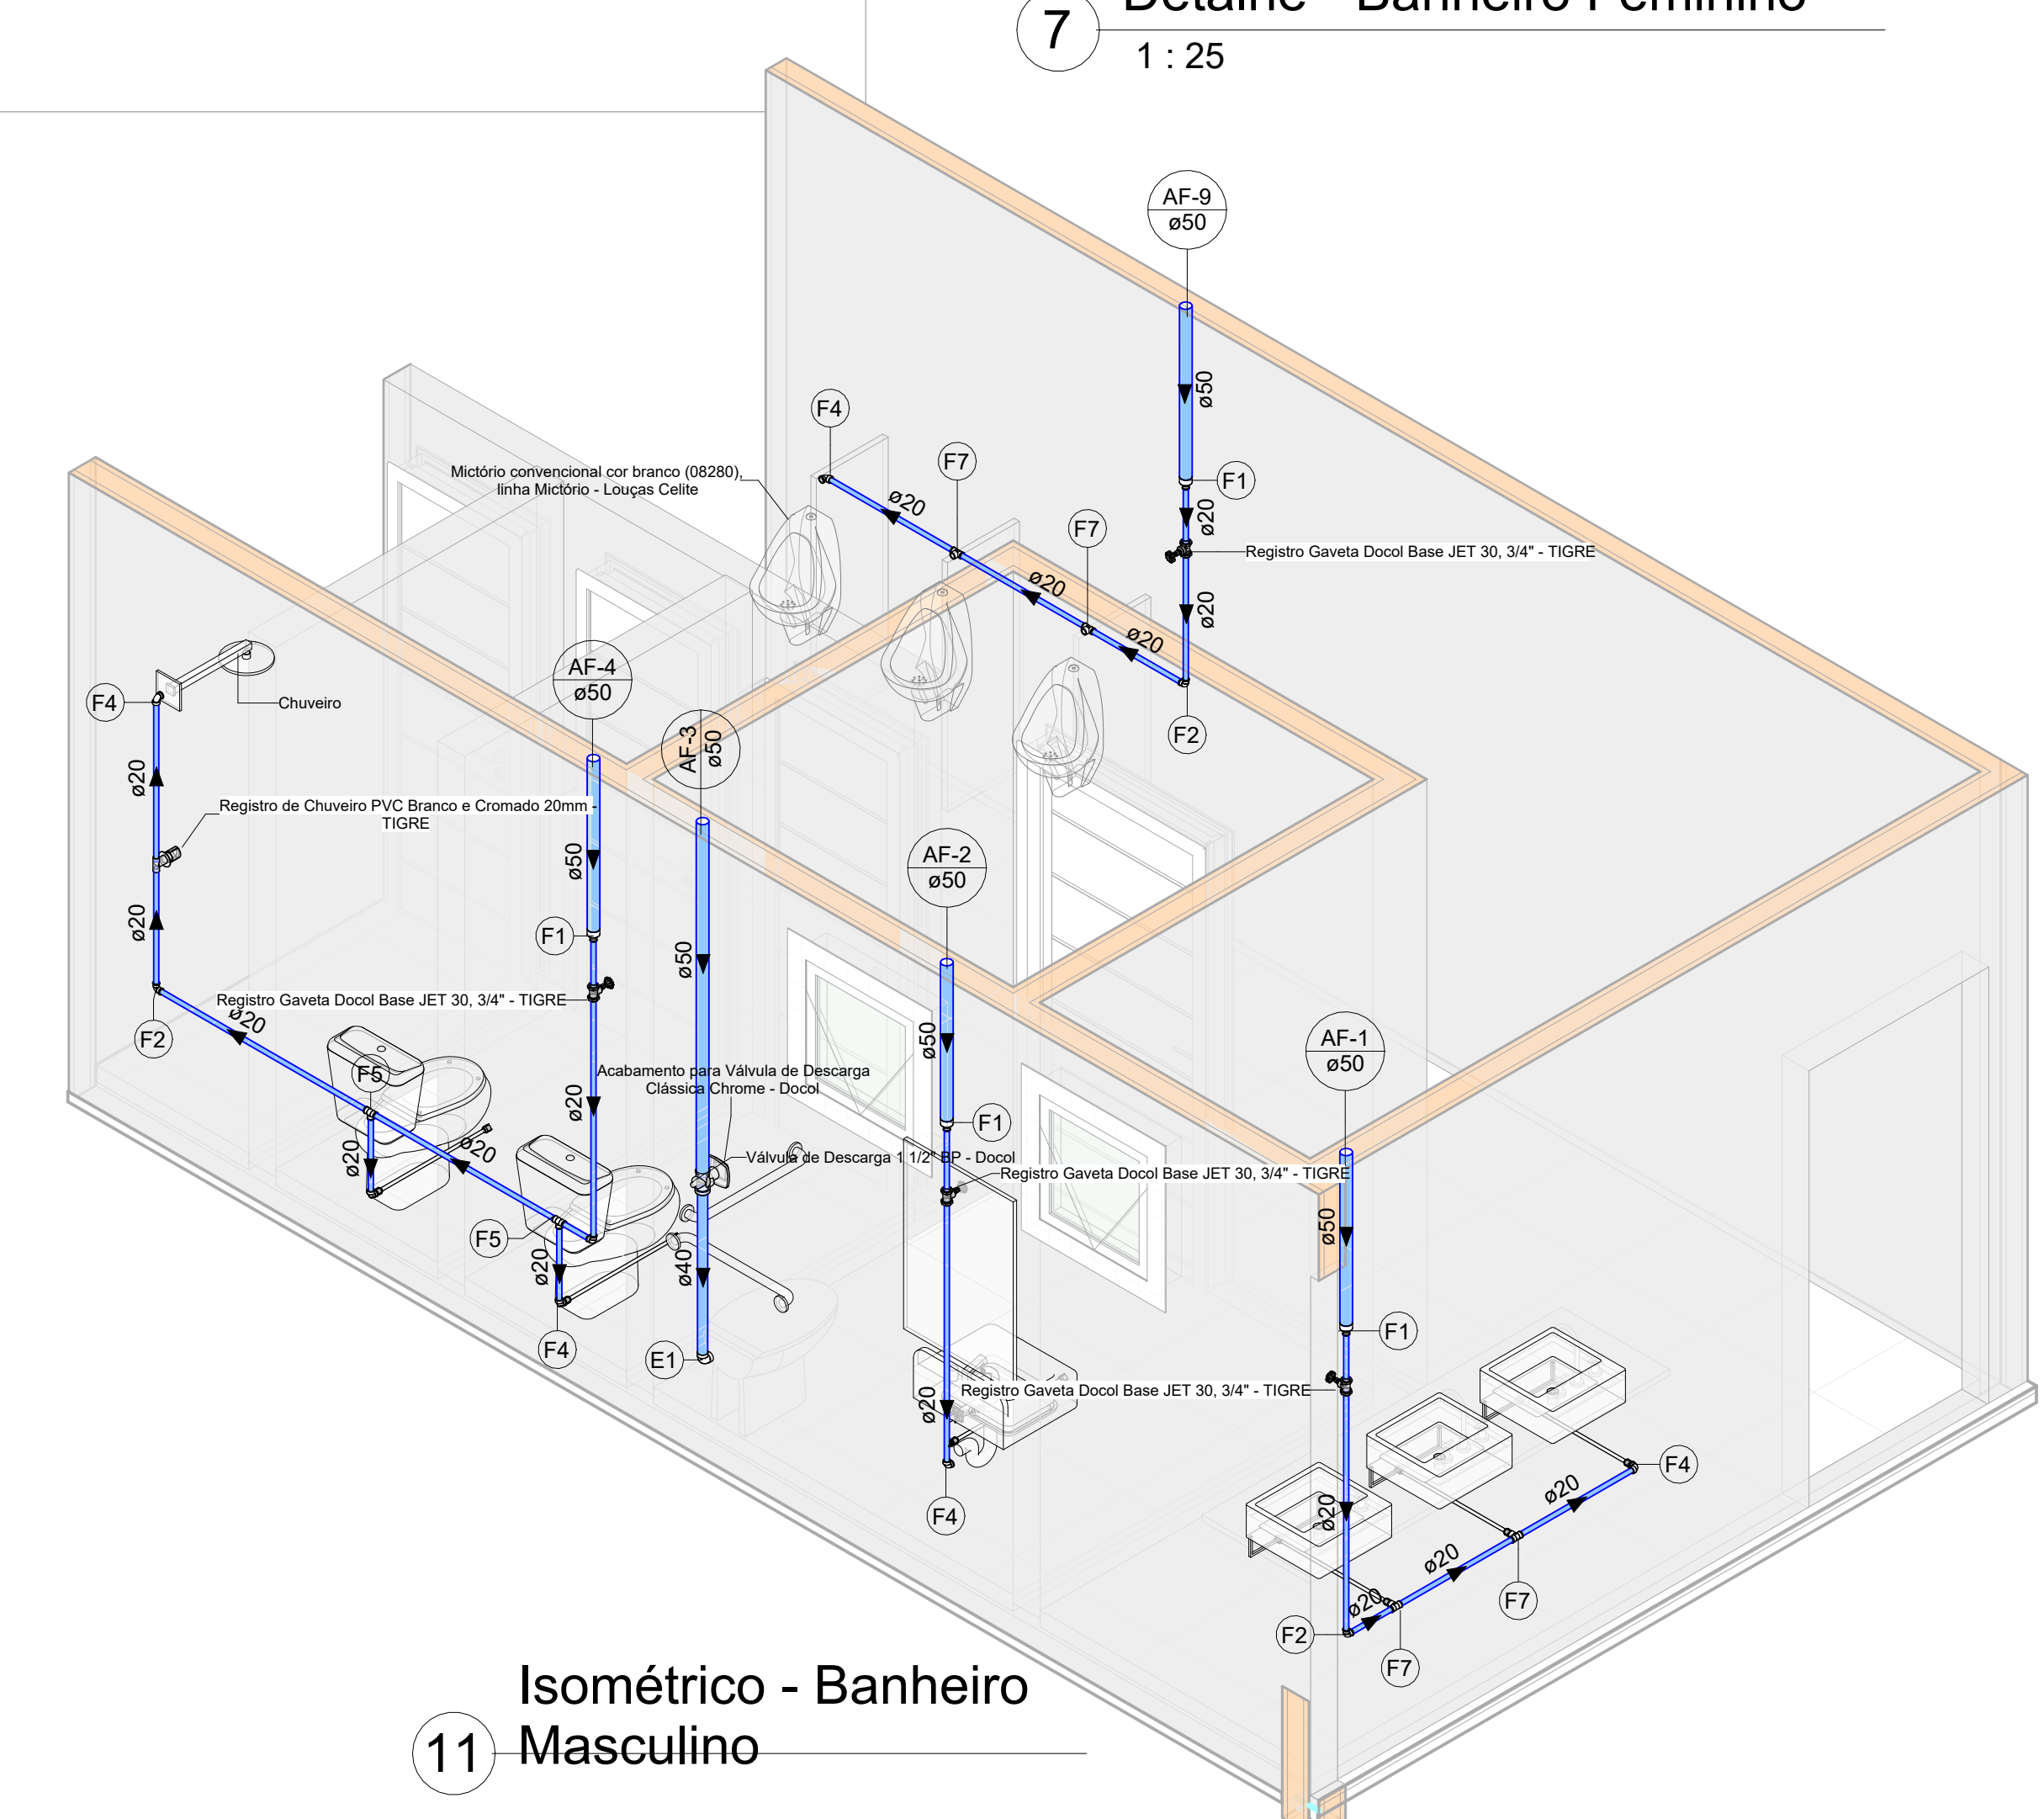 Detalhe - Banheiro Feminino
7
1 : 25
AF-9
ø50
ø50
F4
F7
Mictório convencional cor branco (08280),
linha Mictório - Louças Celite
F1
ø20
ø20
F7
Registro Gaveta Docol Base JET 30, 3/4" - TIGRE
ø20
ø20
ø20
F2
AF-4
ø50
F4
Chuveiro
AF-3
ø50
ø20
Registro de Chuveiro PVC Branco e Cromado 20mm -
TIGRE
ø50
AF-2
ø50
ø20
F1
ø50
Registro Gaveta Docol Base JET 30, 3/4" - TIGRE
ø20
F2
ø50
AF-1
ø50
F5
Acabamento para Válvula de Descarga
Clássica Chrome - Docol
ø20
F1
ø20
ø20
Válvula de Descarga 1 1/2" BP - Docol
Registro Gaveta Docol Base JET 30, 3/4" - TIGRE
F5
ø20
ø40
ø50
F4
E1
F1
ø20
Registro Gaveta Docol Base JET 30, 3/4" - TIGRE
F4
F4
ø20
ø20
ø20
ø20
F7
F2
F7
Isométrico - Banheiro
Masculino
11